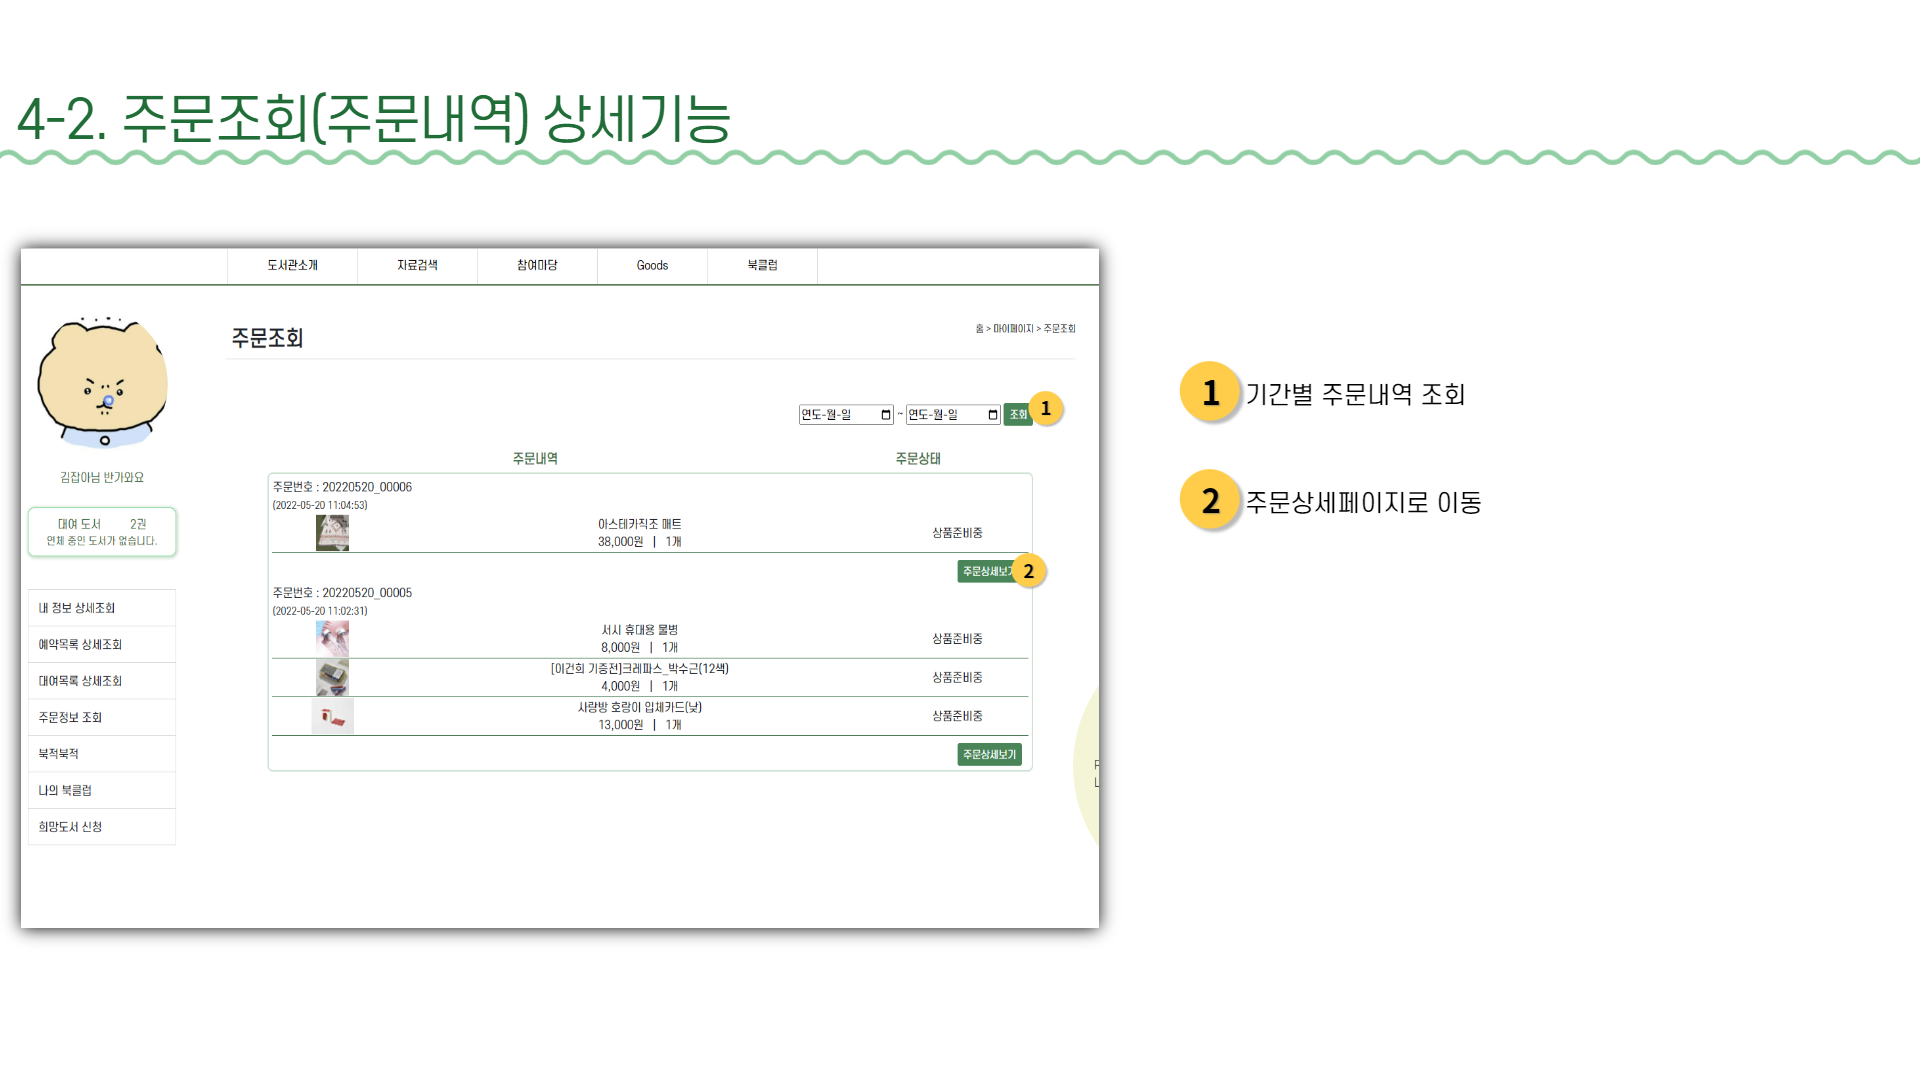 4-2. 주문조회(주문내역) 상세기능
도서관소개 자료검색 참여마당 Goods 북클럽
주문조회
홈 > 마이페이지 > 주문조회
김잡아님 반가와요
대여 도서 2권
연체 중인 도서가 없습니다.
내 정보 상세조회
예약목록 상세조회
대여목록 상세조회
주문정보 조회
북적북적
나의 북클럽
희망도서 신청
연도-월-일 ~ 연도-월-일 조회 1
주문내역 주문상태
주문번호 : 20220520_00006
(2022-05-20 11:04:53)
아스테카직조 매트
38,000원 | 1개
상품준비중
주문상세보기 2
주문번호 : 20220520_00005
(2022-05-20 11:02:31)
서시 휴대용 물병
8,000원 | 1개
상품준비중
[이건희 기증전]크레파스_박수근(12색)
4,000원 | 1개
상품준비중
사랑방 호랑이 입체카드(낮)
13,000원 | 1개
상품준비중
주문상세보기
1 기간별 주문내역 조회
2 주문상세페이지로 이동